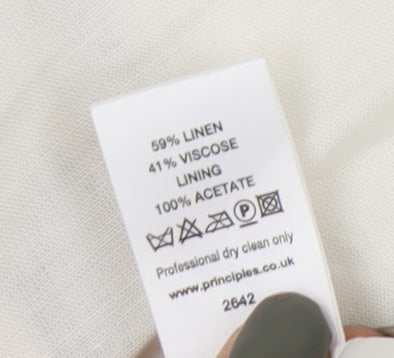 59% LINEN
41% VISCOSE
LINING
100% ACETATE
P
Professional dry clean only
www.principles.co.uk
2642